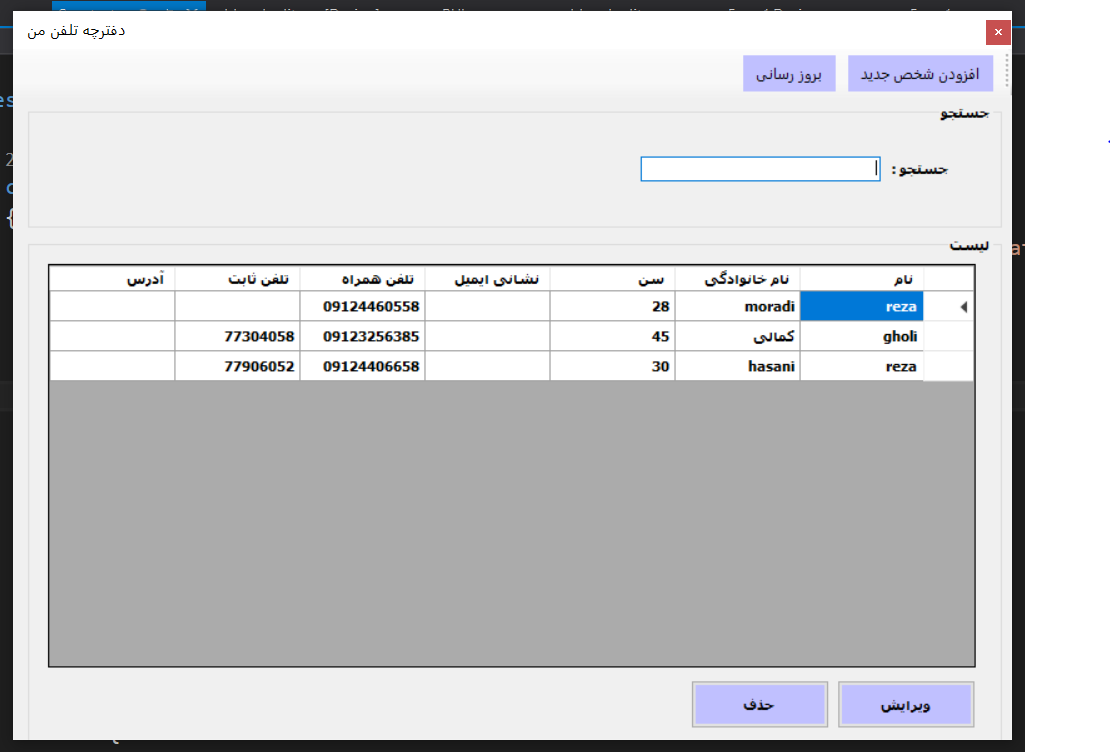 دفترچه تلفن من
افزودن شخص جدید بروز رسانی
جستجو
جستجو :
لیست
نام نام خانوادگی سن نشانی ایمیل تلفن همراه تلفن ثابت آدرس
reza moradi 28 09124460558
gholi کمالی 45 09123256385 77304058
reza hasani 30 09124406658 77906052
ویرایش حذف